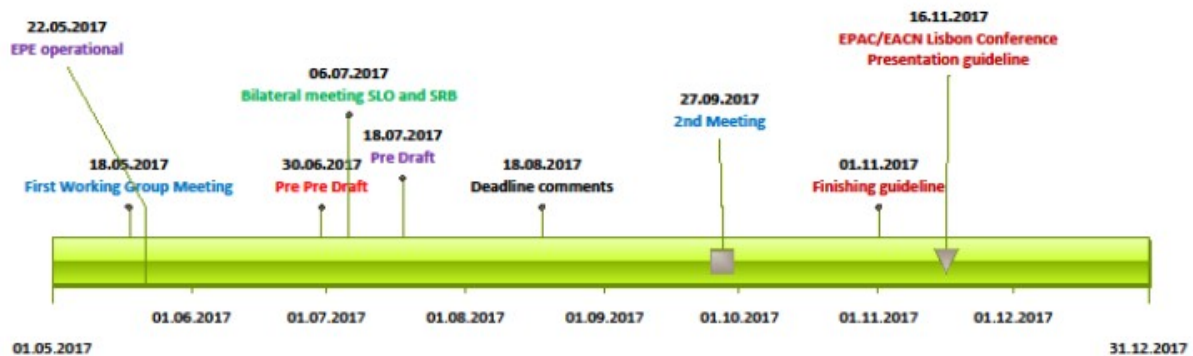 22.05.2017
EPE operational
18.05.2017
First Working Group Meeting
30.06.2017
Pre Pre Draft
06.07.2017
Bilateral meeting SLO and SRB
18.07.2017
Pre Draft
18.08.2017
Deadline comments
27.09.2017
2nd Meeting
01.11.2017
Finishing guideline
16.11.2017
EPAC/EACN Lisbon Conference
Presentation guideline
01.06.2017
01.07.2017
01.08.2017
01.09.2017
01.10.2017
01.11.2017
01.12.2017
01.05.2017
31.12.2017